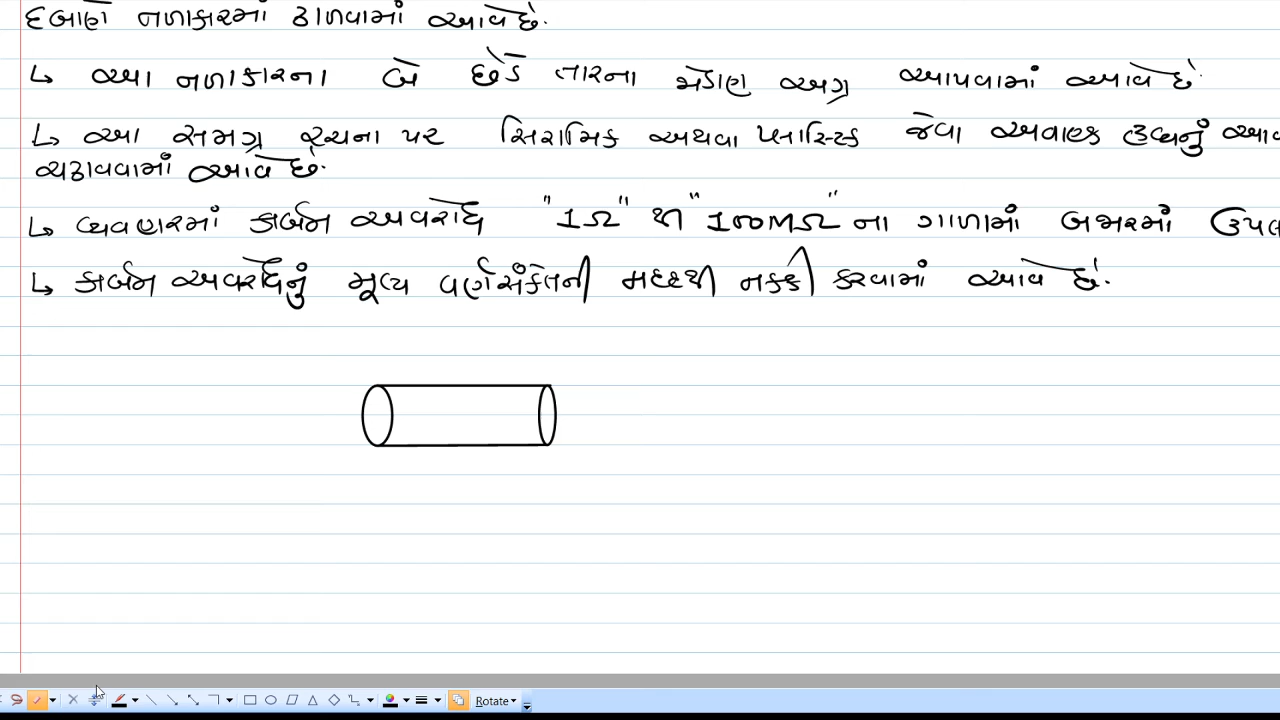 દબાણે નળાકારમાં ઢાળવામાં આવે છે.
↳ આ નળાકારના બે છેડે તારના જોડાણ અગ્ર આપવામાં આવે છે.
↳ આ સમગ્ર રચના પર સિરામિક અથવા પ્લાસ્ટિક જેવા અવાહક દ્રવ્યનું આવ
ચઢાવવામાં આવે છે.
↳ વ્યવહારમાં કાર્બન અવરોધ "1Ω" થી "100MΩ" ના ગાળામાં બજારમાં ઉપલ
↳ કાર્બન અવરોધનું મૂલ્ય વર્ણસંકેતની મદદથી નક્કી કરવામાં આવે છે.
Rotate